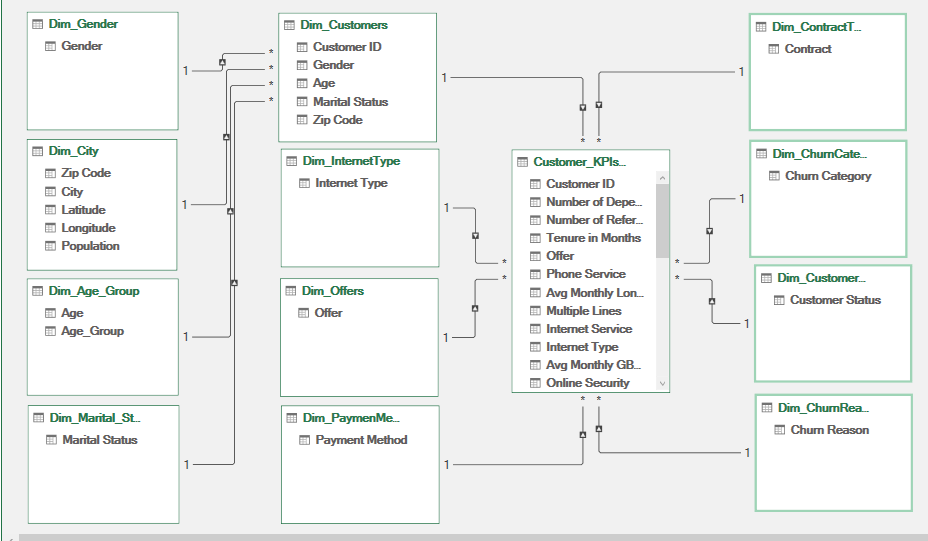 Dim_Gender
Gender
Dim_City
Zip Code
City
Latitude
Longitude
Population
Dim_Age_Group
Age
Age_Group
Dim_Marital_St...
Marital Status
1
1
1
1
*
*
*
*
Dim_Customers
Customer ID
Gender
Age
Marital Status
Zip Code
Dim_InternetType
Internet Type
Dim_Offers
Offer
Dim_PaymenMe...
Payment Method
1
1
1
1
*
*
*
*
Customer_KPIs...
Customer ID
Number of Depe...
Number of Refer...
Tenure in Months
Offer
Phone Service
Avg Monthly Lon...
Multiple Lines
Internet Service
Internet Type
Avg Monthly GB...
Online Security
*
*
*
*
1
1
1
1
Dim_ContractT...
Contract
Dim_ChurnCate...
Churn Category
Dim_Customer...
Customer Status
Dim_ChurnRea...
Churn Reason